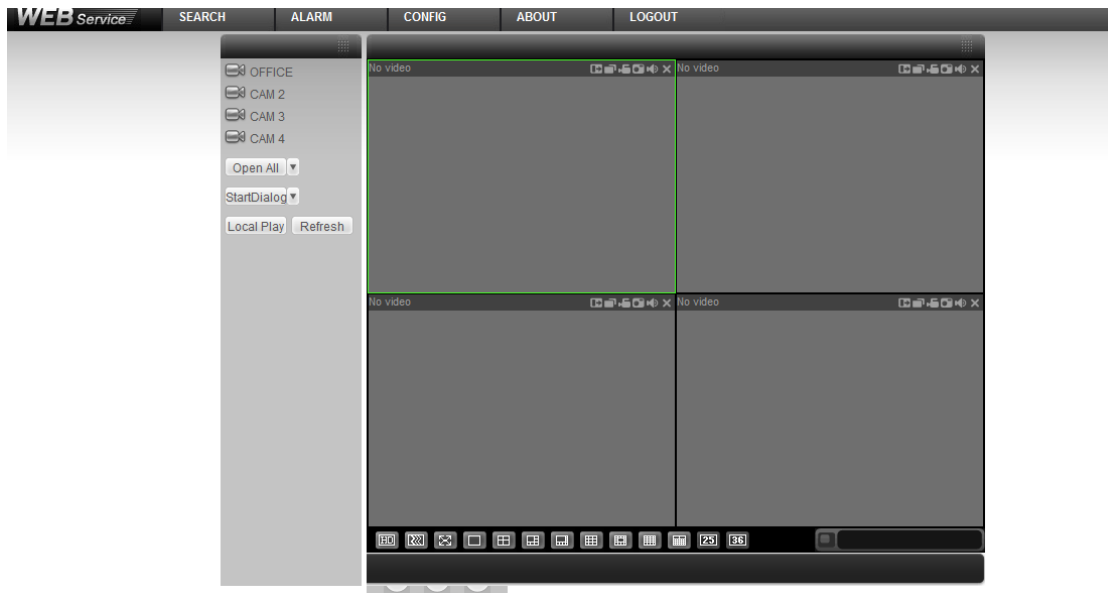 WEB Service SEARCH ALARM CONFIG ABOUT LOGOUT
OFFICE
CAM 2
CAM 3
CAM 4
Open All
StartDialog
Local Play Refresh
No video No video
No video No video
HD 25 36